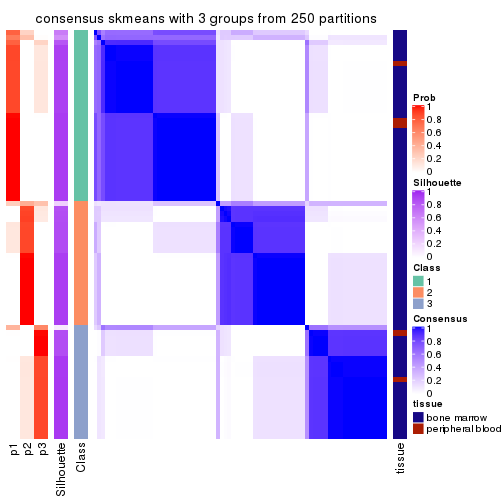 consensus skmeans with 3 groups from 250 partitions
Prob
1
0.8
0.6
0.4
0.2
0
Silhouette
1
0.8
0.6
0.4
0.2
0
Class
1
2
3
Consensus
1
0.8
0.6
0.4
0.2
0
tissue
bone marrow
peripheral blood
p1
p2
p3
Silhouette
Class
tissue